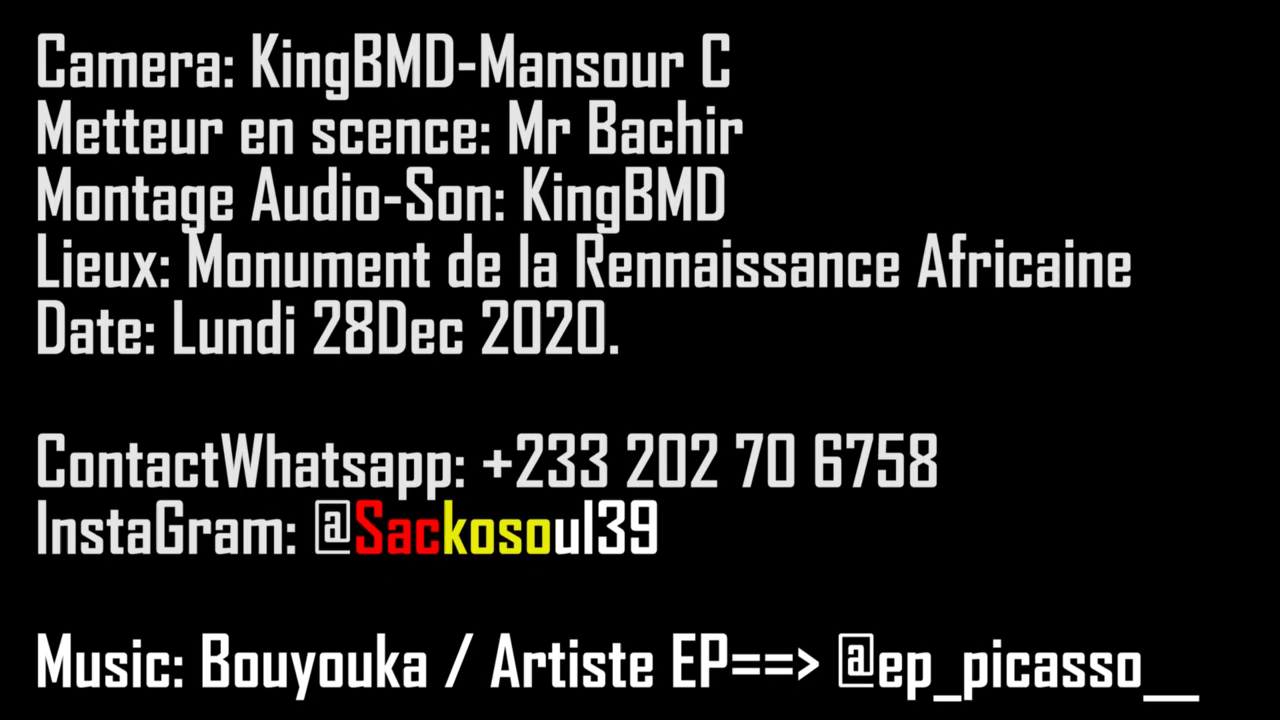 Camera: KingBMD-Mansour C
Metteur en scence: Mr Bachir
Montage Audio-Son: KingBMD
Lieux: Monument de la Rennaissance Africaine
Date: Lundi 28Dec 2020.
ContactWhatsapp: +233 202 70 6758
InstaGram: @Sackosoul39
Music: Bouyouka / Artiste EP==> @ep_picasso__